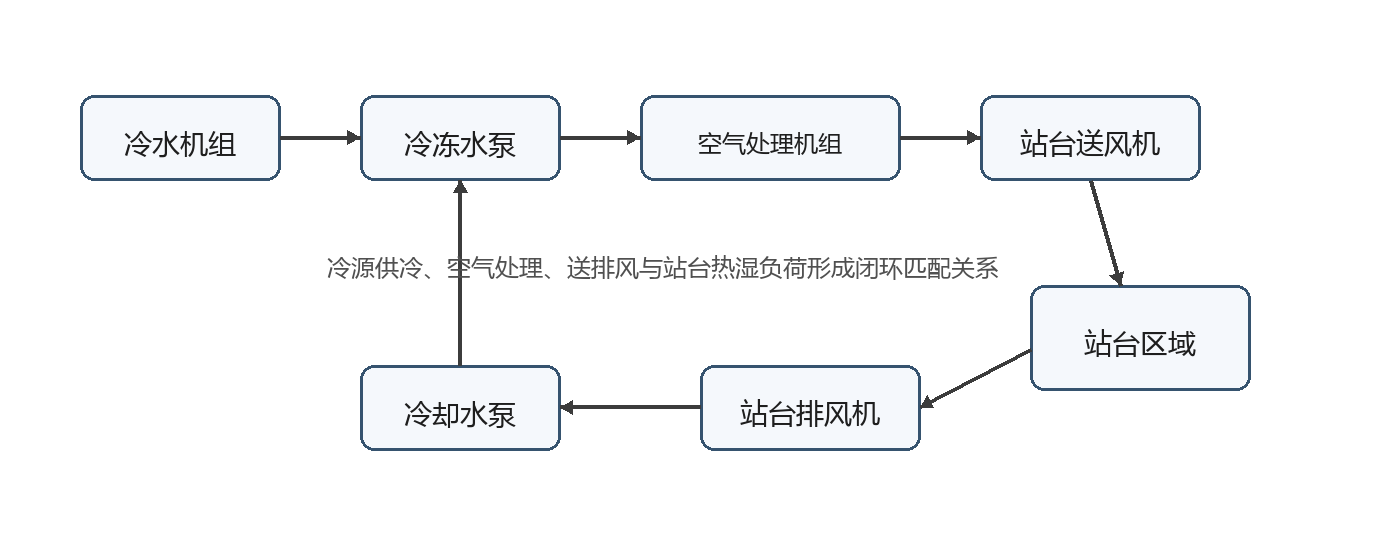 冷水机组
冷冻水泵
空气处理机组
站台送风机
冷源供冷、空气处理、送排风与站台热湿负荷形成闭环匹配关系
站台区域
冷却水泵
站台排风机